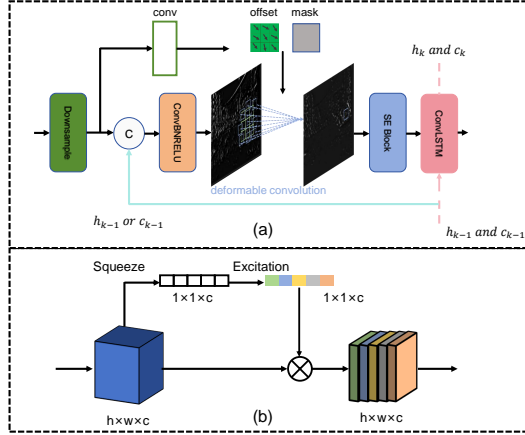 conv
offset
mask
Downsample
C
ConvBNRELU
deformable convolution
SE Block
ConvLSTM
h_k and c_k
h_{k-1} or c_{k-1}
h_{k-1} and c_{k-1}
(a)
Squeeze
Excitation
1×1×c
1×1×c
h×w×c
h×w×c
(b)